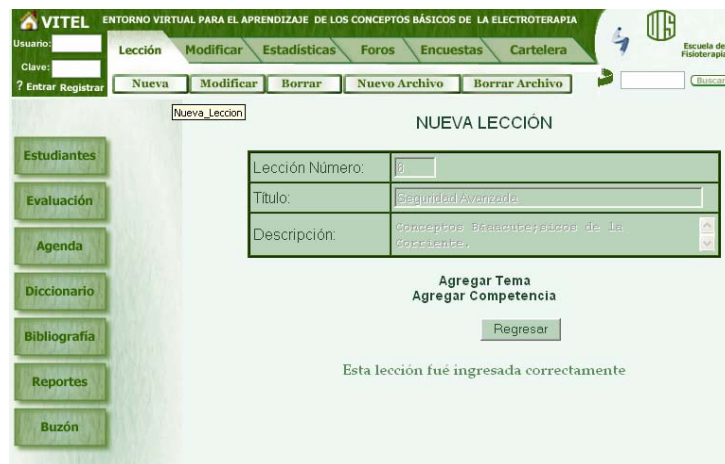 VITEL ENTORNO VIRTUAL PARA EL APRENDIZAJE DE LOS CONCEPTOS BÁSICOS DE LA ELECTROTERAPIA
Usuario:
Clave:
? Entrar Registrar
Lección Modificar Estadísticas Foros Encuestas Cartelera
Escuela de
Fisioterapia
Nueva Modificar Borrar Nuevo Archivo Borrar Archivo
Buscar
Nueva_Leccion
NUEVA LECCIÓN
Estudiantes
Evaluación
Agenda
Diccionario
Bibliografía
Reportes
Buzón
Lección Número:
Título: Seguridad Avanzada
Descripción: Conceptos B&aacute;sicos de la
Corriente.
Agregar Tema
Agregar Competencia
Regresar
Esta lección fué ingresada correctamente